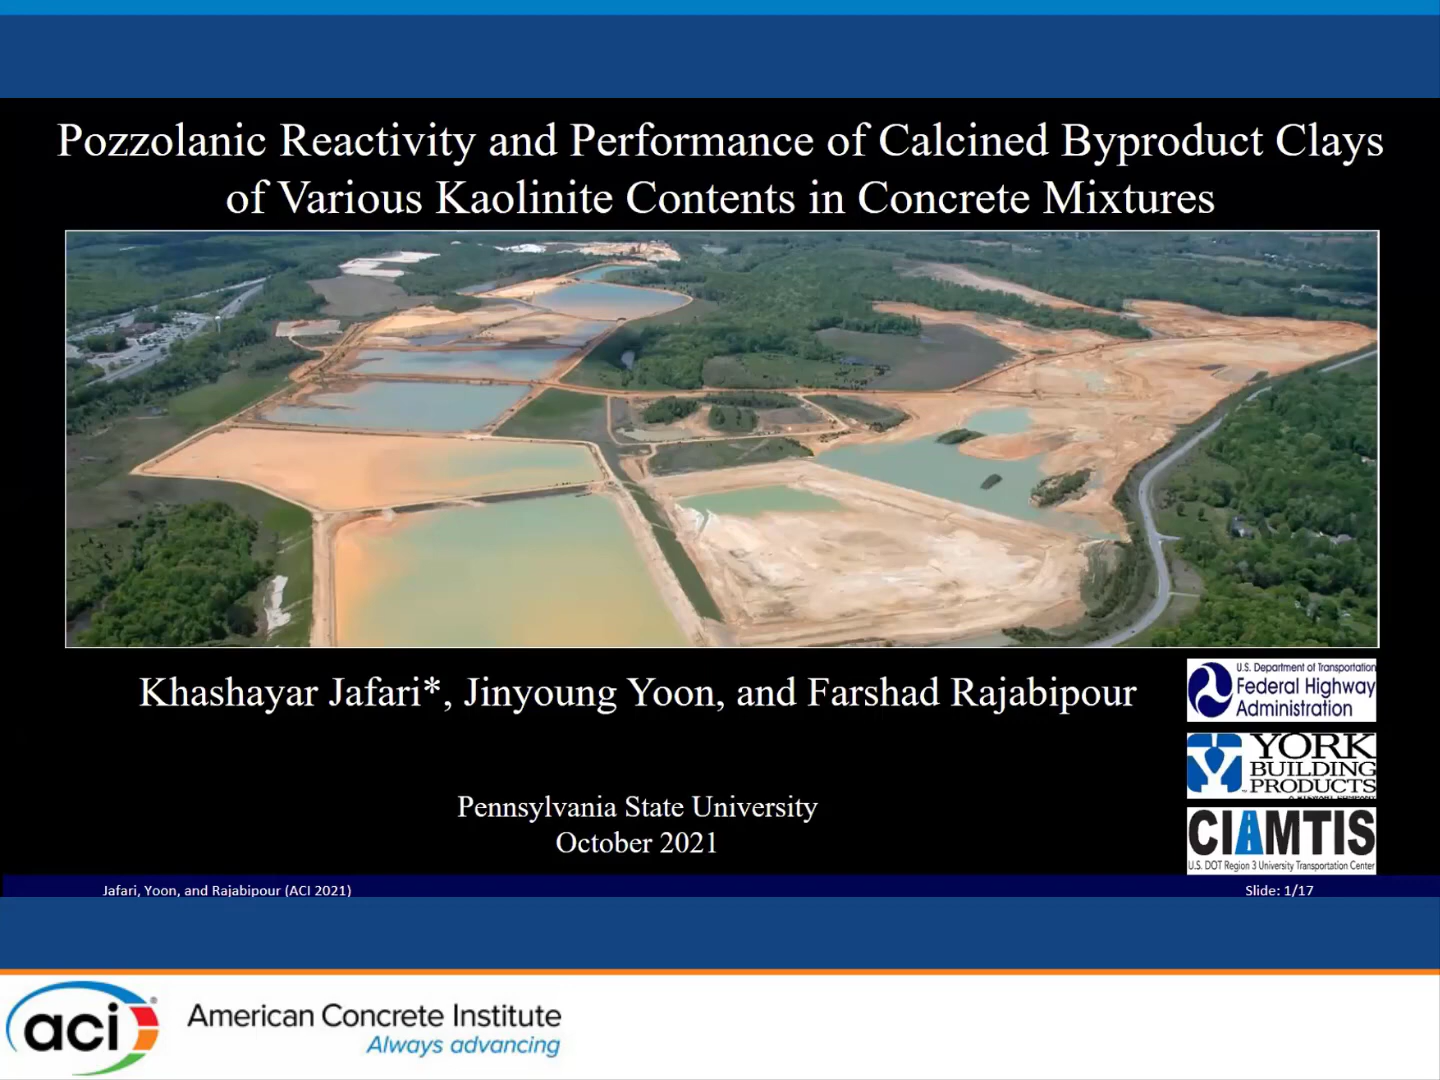 Pozzolanic Reactivity and Performance of Calcined Byproduct Clays
of Various Kaolinite Contents in Concrete Mixtures
Khashayar Jafari*, Jinyoung Yoon, and Farshad Rajabipour
U.S. Department of Transportation
Federal Highway
Administration
YORK
BUILDING
PRODUCTS
CIAMTIS
U.S. DOT Region 3 University Transportation Center
Pennsylvania State University
October 2021
Jafari, Yoon, and Rajabipour (ACI 2021)
Slide: 1/17
aci®
American Concrete Institute
Always advancing